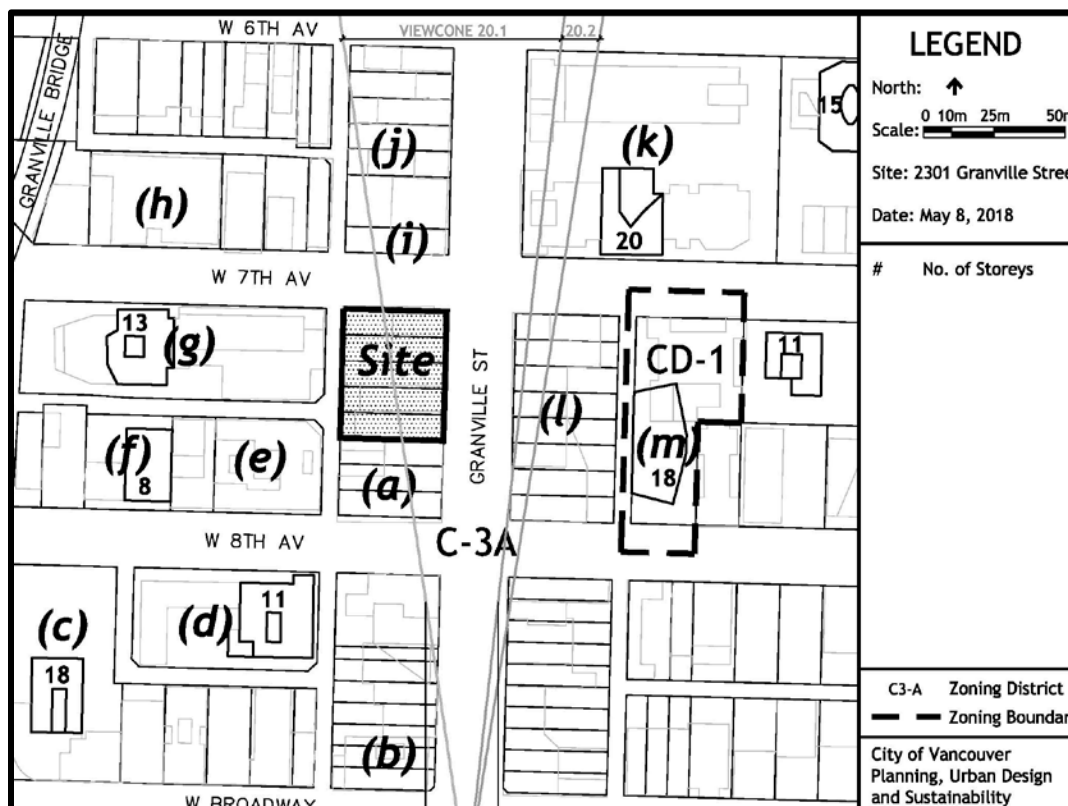 W 6TH AV
VIEWCONE 20.1
20.2
GRANVILLE BRIDGE
(j)
(k)
15
(h)
(i)
20
W 7TH AV
13
(g)
Site
GRANVILLE ST
CD-1
11
(l)
(f)
8
(e)
(a)
(m)
18
W 8TH AV
C-3A
(c)
18
(d)
11
(b)
W BROADWAY
LEGEND
North:
0 10m 25m 50m
Scale:
Site: 2301 Granville Stree
Date: May 8, 2018
# No. of Storeys
C3-A Zoning District
Zoning Boundar
City of Vancouver
Planning, Urban Design
and Sustainability